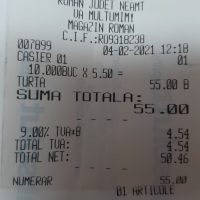 ROMAN JUDET NEAMT
VA MULTUMIM!
MAGAZIN ROMAN
C.I.F.:RO9318238
007899 04-02-2021 12:18
CASIER 01 01
10.000BUC X 5.50 =
TURTA 55.00 B
SUMA TOTALA:
55.00
9.00% TVA*B 4.54
TOTAL TVA: 4.54
TOTAL NET: 50.46
NUMERAR 55.00
01 ARTICOLE